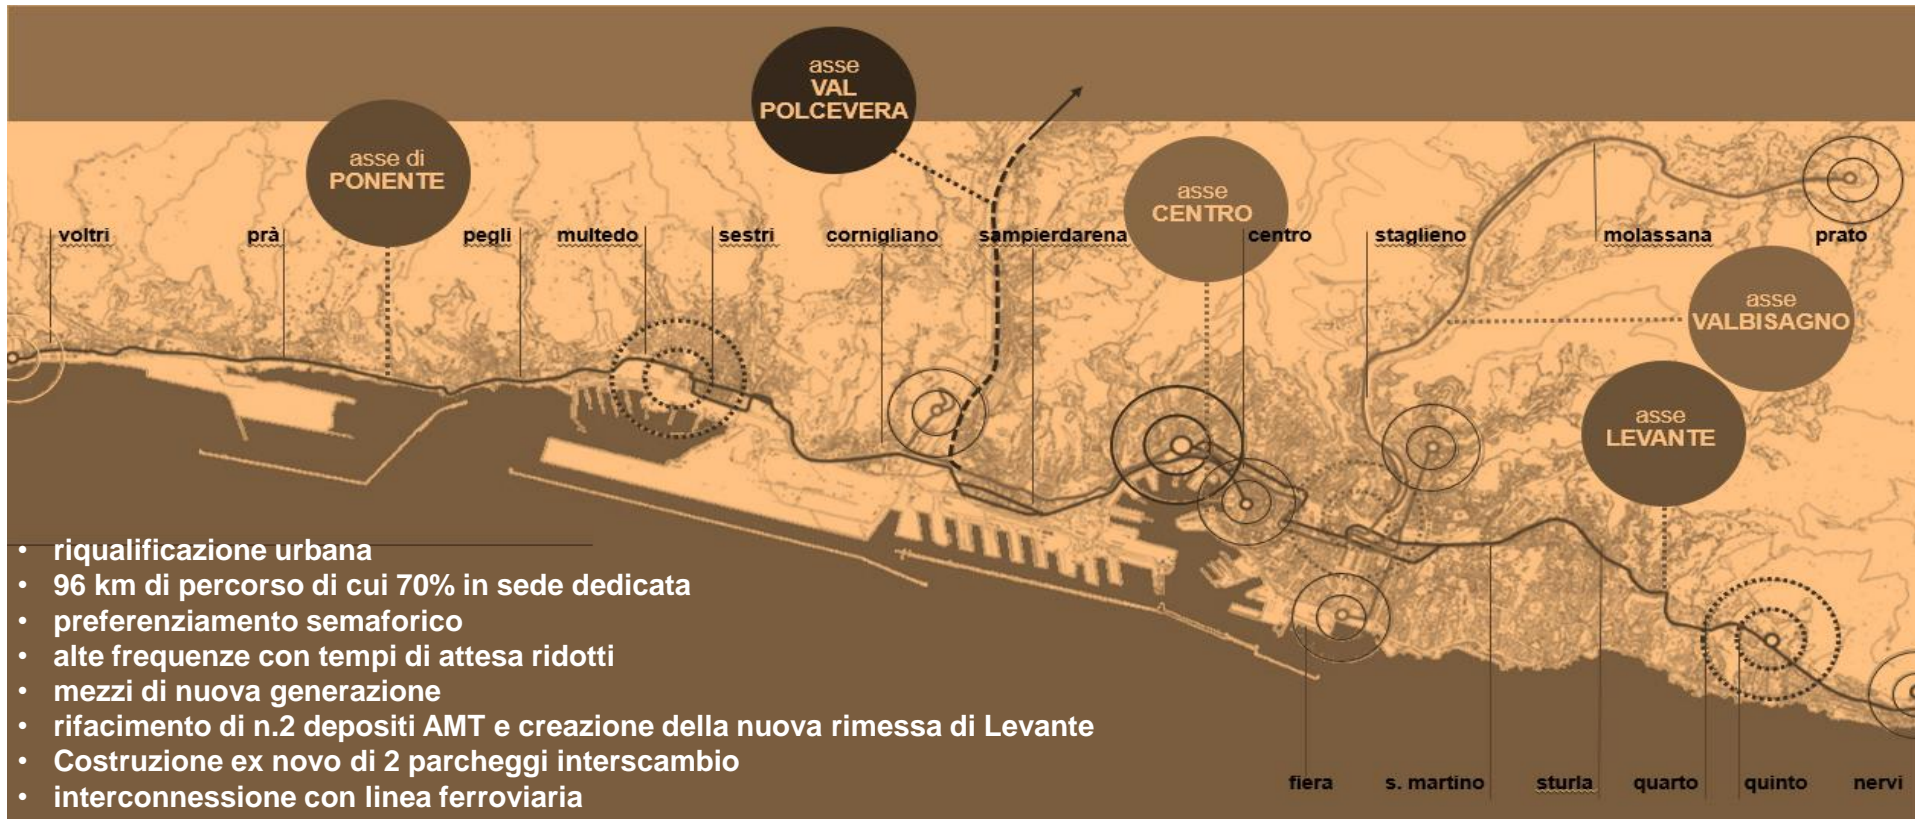 asse
VAL
POLCEVERA
asse di
PONENTE
asse
CENTRO
voltri
prà
pegli
multedo
sestri
cornigliano
sampierdarena
centro
staglieno
molassana
prato
asse
VALBISAGNO
asse
LEVANTE
• riqualificazione urbana
• 96 km di percorso di cui 70% in sede dedicata
• preferenziamento semaforico
• alte frequenze con tempi di attesa ridotti
• mezzi di nuova generazione
• rifacimento di n.2 depositi AMT e creazione della nuova rimessa di Levante
• Costruzione ex novo di 2 parcheggi interscambio
• interconnessione con linea ferroviaria
fiera
s. martino
sturla
quarto
quinto
nervi